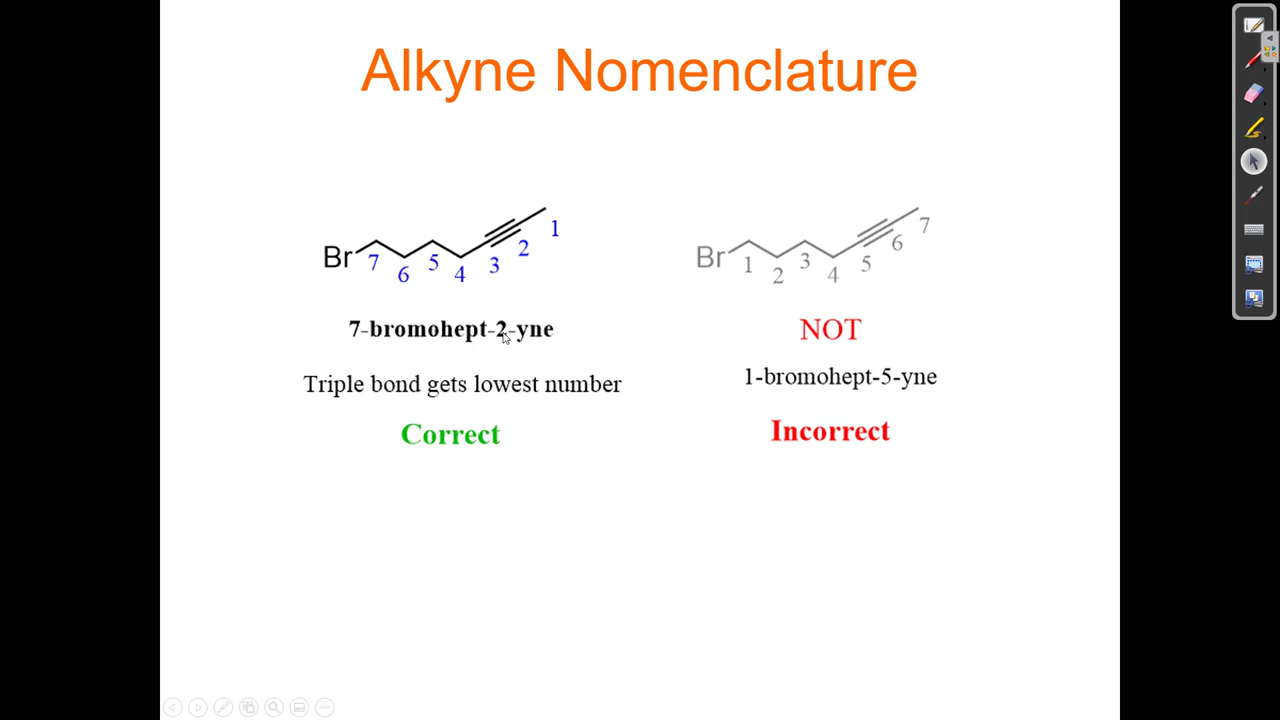 Alkyne Nomenclature
Br 7 6 5 4 3 2 1
Br 1 2 3 4 5 6 7
7-bromohept-2-yne
NOT
Triple bond gets lowest number
1-bromohept-5-yne
Correct
Incorrect